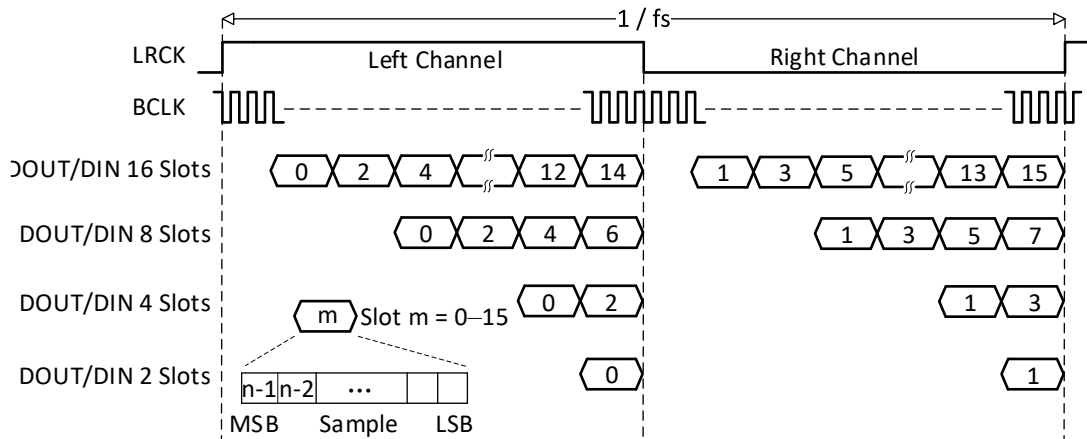 1 / fs
LRCK Left Channel Right Channel
BCLK
DOUT/DIN 16 Slots 0 2 4 12 14 1 3 5 13 15
DOUT/DIN 8 Slots 0 2 4 6 1 3 5 7
DOUT/DIN 4 Slots 0 2 1 3
m Slot m = 0–15
DOUT/DIN 2 Slots 0 1
n-1 n-2 ...
MSB Sample LSB